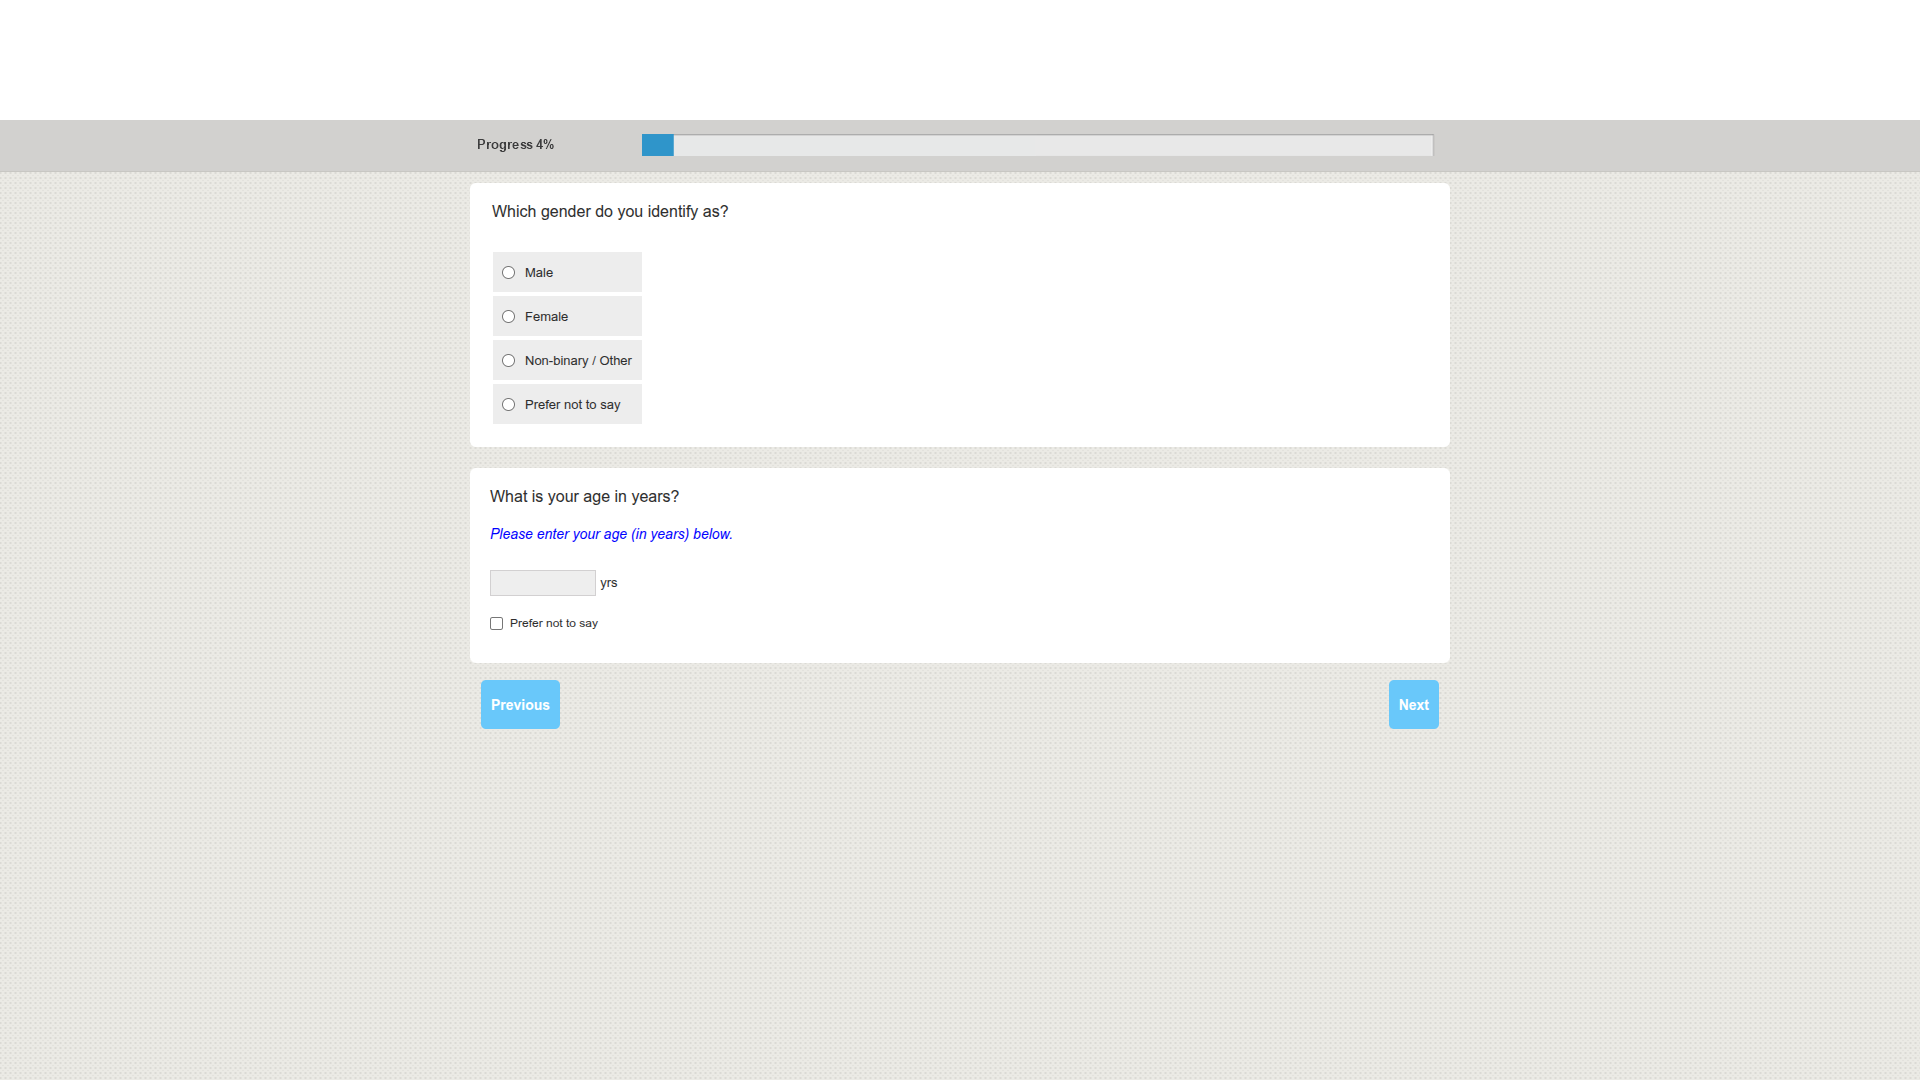 Progress 4%
Which gender do you identify as?
Male
Female
Non-binary / Other
Prefer not to say
What is your age in years?
Please enter your age (in years) below.
yrs
Prefer not to say
Previous
Next